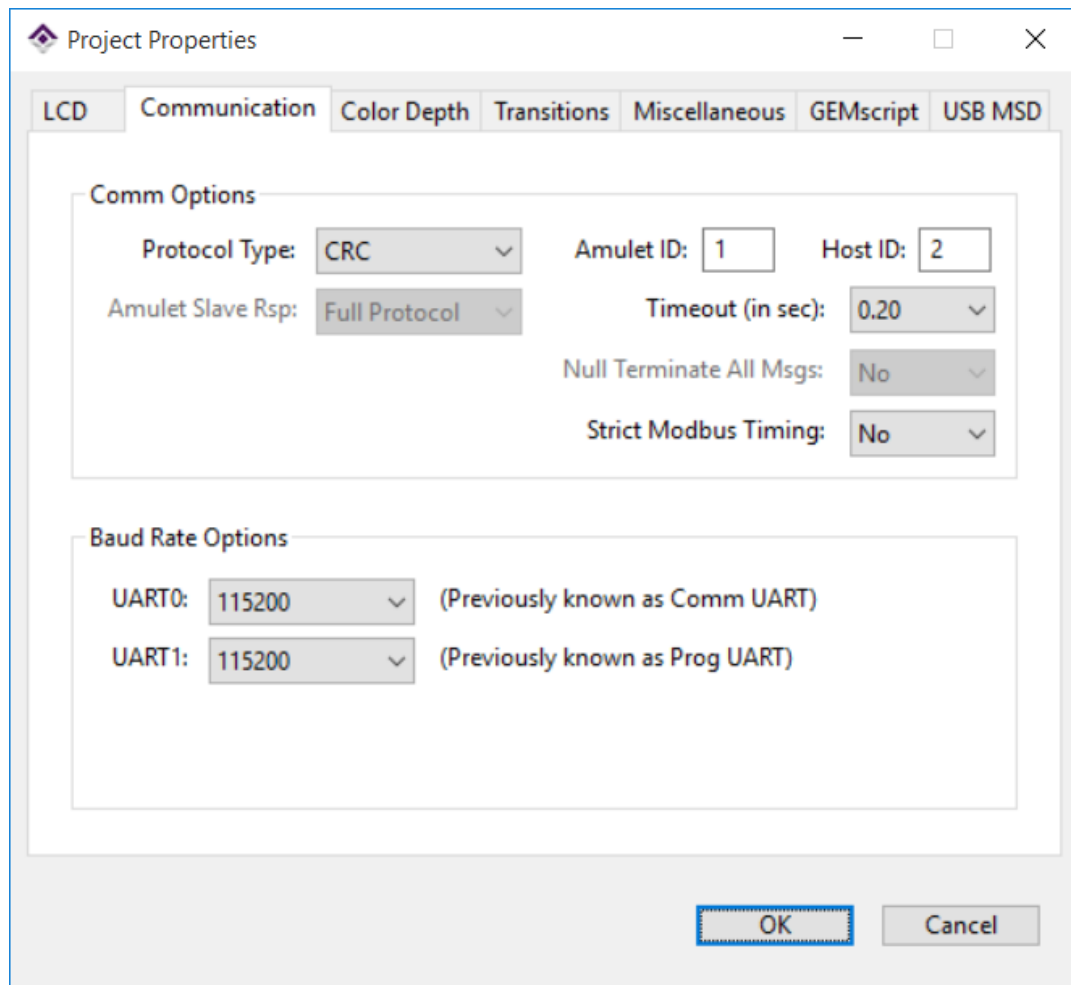 Project Properties
LCD Communication Color Depth Transitions Miscellaneous GEMscript USB MSD
Comm Options
Protocol Type: CRC Amulet ID: 1 Host ID: 2
Amulet Slave Rsp: Full Protocol Timeout (in sec): 0.20
Null Terminate All Msgs: No
Strict Modbus Timing: No
Baud Rate Options
UART0: 115200 (Previously known as Comm UART)
UART1: 115200 (Previously known as Prog UART)
OK Cancel